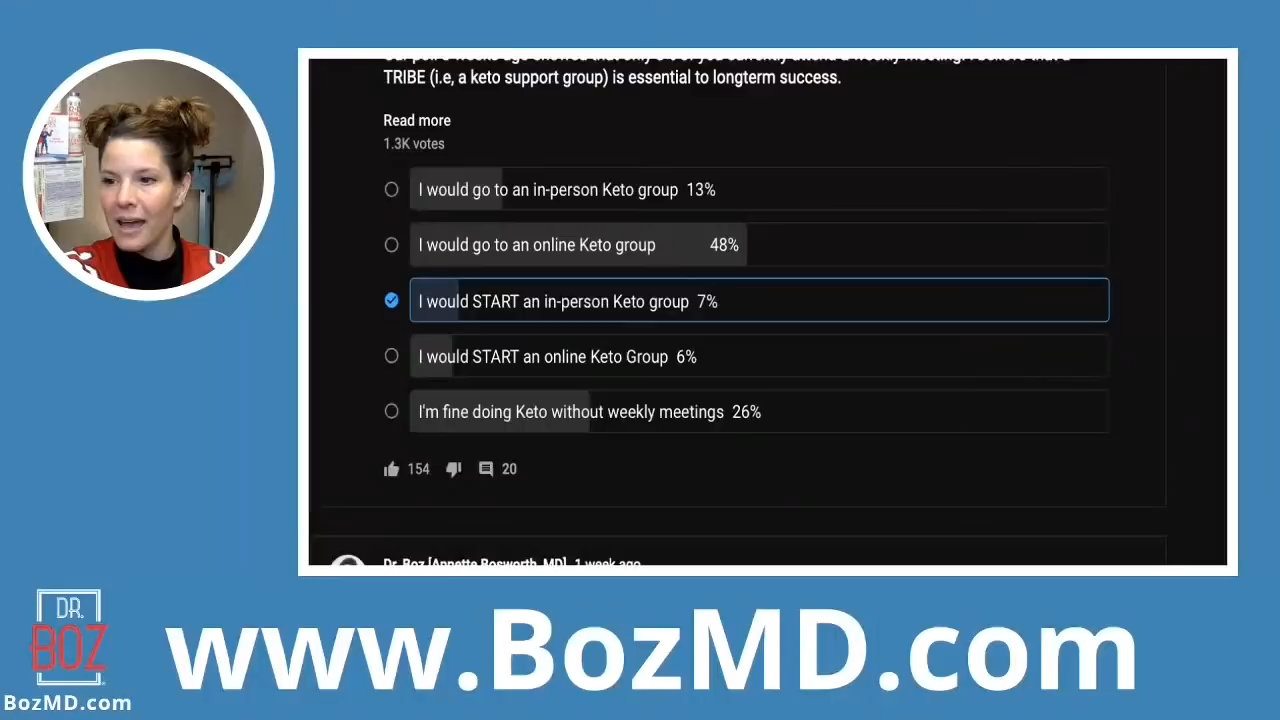 TRIBE (i.e, a keto support group) is essential to longterm success.
Read more
1.3K votes
I would go to an in-person Keto group 13%
I would go to an online Keto group 48%
I would START an in-person Keto group 7%
I would START an online Keto Group 6%
I'm fine doing Keto without weekly meetings 26%
154 20
Dr. Boz [Annette Bosworth, MD] 1 week ago
DR.
BOZ
BozMD.com
www.BozMD.com